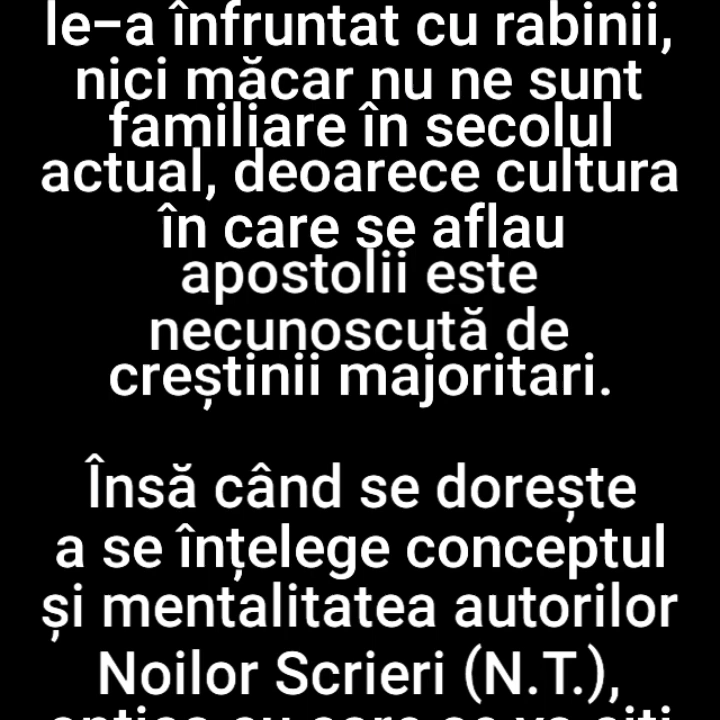 le-a înfruntat cu rabinii,
nici măcar nu ne sunt
familiare în secolul
actual, deoarece cultura
în care se aflau
apostolii este
necunoscută de
creștinii majoritari.
Însă când se dorește
a se înțelege conceptul
și mentalitatea autorilor
Noilor Scrieri (N.T.),